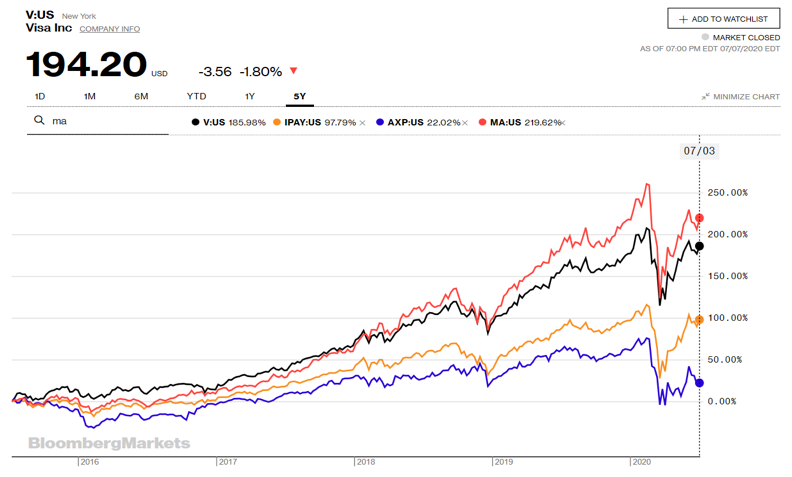 V:US New York
Visa Inc COMPANY INFO
ADD TO WATCHLIST
MARKET CLOSED
AS OF 07:00 PM EDT 07/07/2020 EDT
194.20 USD -3.56 -1.80%
1D 1M 6M YTD 1Y 5Y
MINIMIZE CHART
ma
V:US 185.98% IPAY:US 97.79% × AXP:US 22.02% × MA:US 219.62% ×
07/03
250.00%
200.00%
150.00%
100.00%
50.00%
0.00%
BloombergMarkets
2016 2017 2018 2019 2020